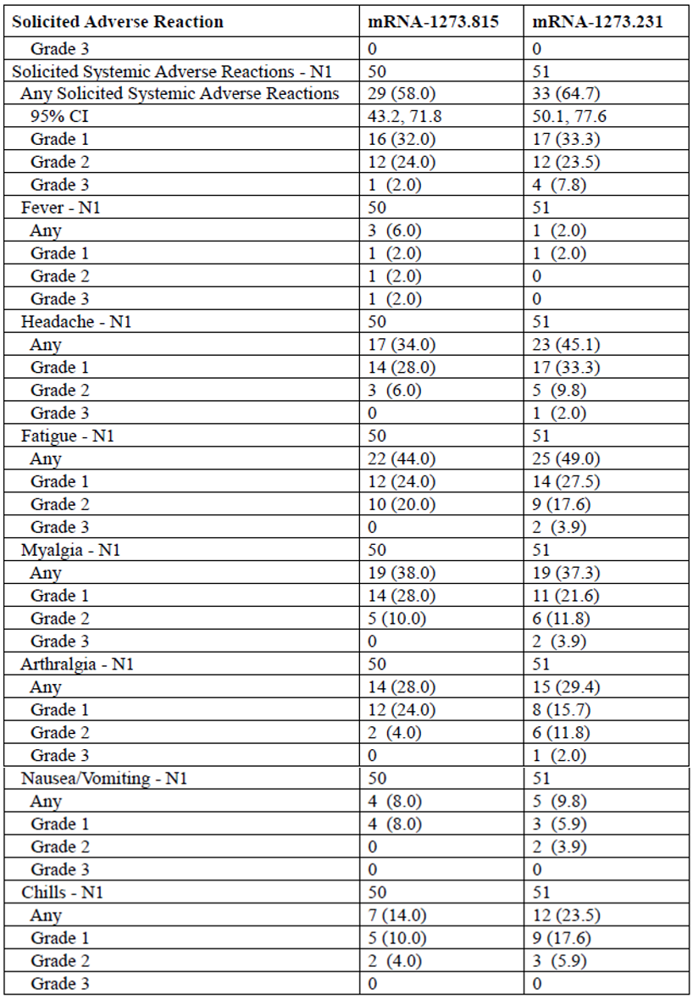 Solicited Adverse Reaction mRNA-1273.815 mRNA-1273.231
Grade 3 0 0
Solicited Systemic Adverse Reactions - N1 50 51
Any Solicited Systemic Adverse Reactions 29 (58.0) 33 (64.7)
95% CI 43.2, 71.8 50.1, 77.6
Grade 1 16 (32.0) 17 (33.3)
Grade 2 12 (24.0) 12 (23.5)
Grade 3 1 (2.0) 4 (7.8)
Fever - N1 50 51
Any 3 (6.0) 1 (2.0)
Grade 1 1 (2.0) 1 (2.0)
Grade 2 1 (2.0) 0
Grade 3 1 (2.0) 0
Headache - N1 50 51
Any 17 (34.0) 23 (45.1)
Grade 1 14 (28.0) 17 (33.3)
Grade 2 3 (6.0) 5 (9.8)
Grade 3 0 1 (2.0)
Fatigue - N1 50 51
Any 22 (44.0) 25 (49.0)
Grade 1 12 (24.0) 14 (27.5)
Grade 2 10 (20.0) 9 (17.6)
Grade 3 0 2 (3.9)
Myalgia - N1 50 51
Any 19 (38.0) 19 (37.3)
Grade 1 14 (28.0) 11 (21.6)
Grade 2 5 (10.0) 6 (11.8)
Grade 3 0 2 (3.9)
Arthralgia - N1 50 51
Any 14 (28.0) 15 (29.4)
Grade 1 12 (24.0) 8 (15.7)
Grade 2 2 (4.0) 6 (11.8)
Grade 3 0 1 (2.0)
Nausea/Vomiting - N1 50 51
Any 4 (8.0) 5 (9.8)
Grade 1 4 (8.0) 3 (5.9)
Grade 2 0 2 (3.9)
Grade 3 0 0
Chills - N1 50 51
Any 7 (14.0) 12 (23.5)
Grade 1 5 (10.0) 9 (17.6)
Grade 2 2 (4.0) 3 (5.9)
Grade 3 0 0